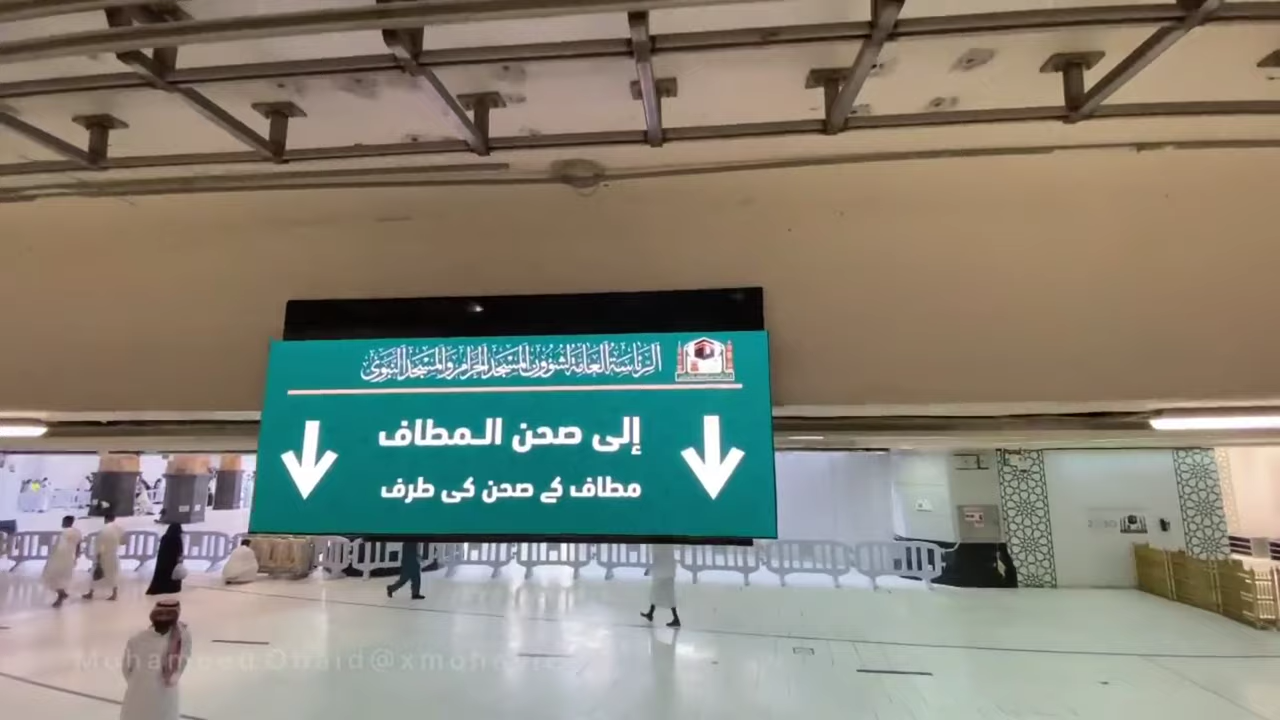 الرئاسة العامة لشؤون المسجد الحرام والمسجد النبوي
إلى صحن المطاف
مطاف کے صحن کی طرف